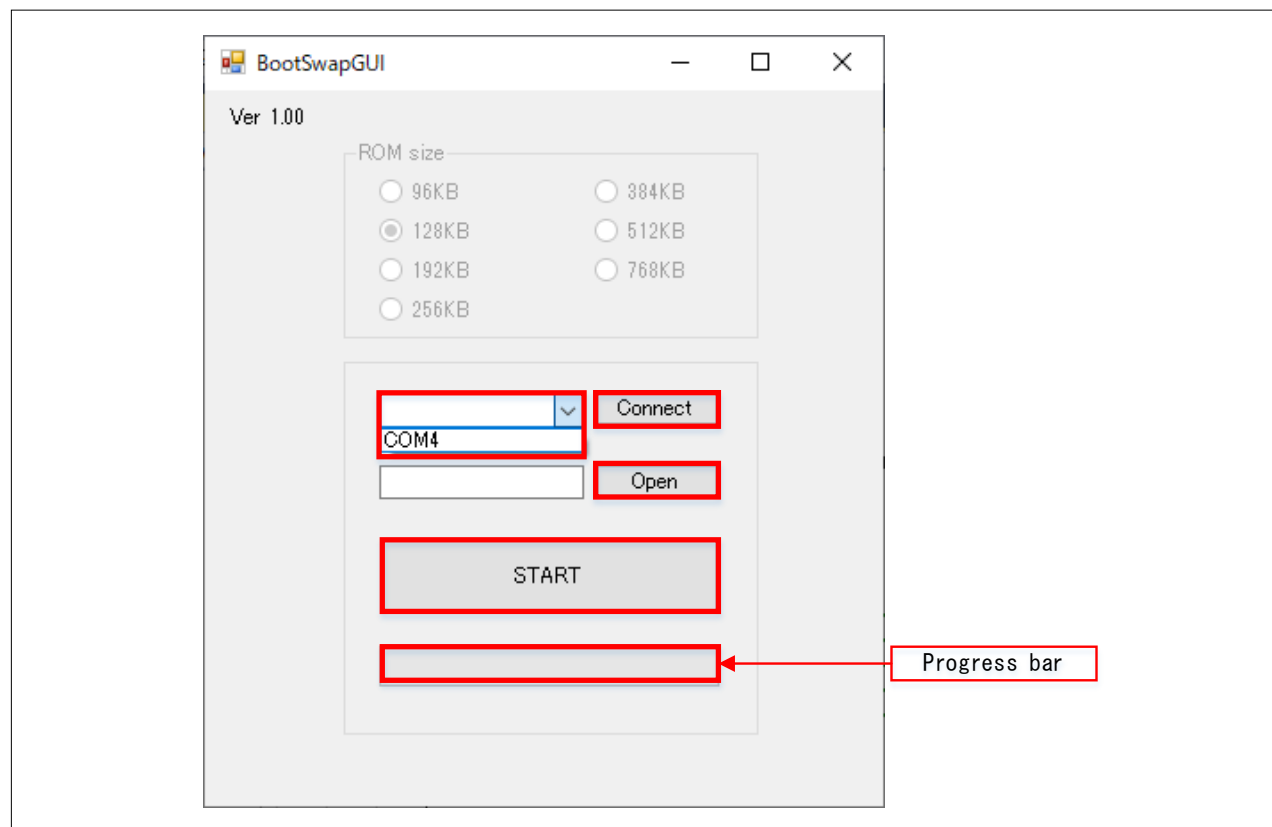 BootSwapGUI
Ver 1.00
ROM size
96KB
384KB
128KB
512KB
192KB
768KB
256KB
Connect
COM4
Open
START
Progress bar